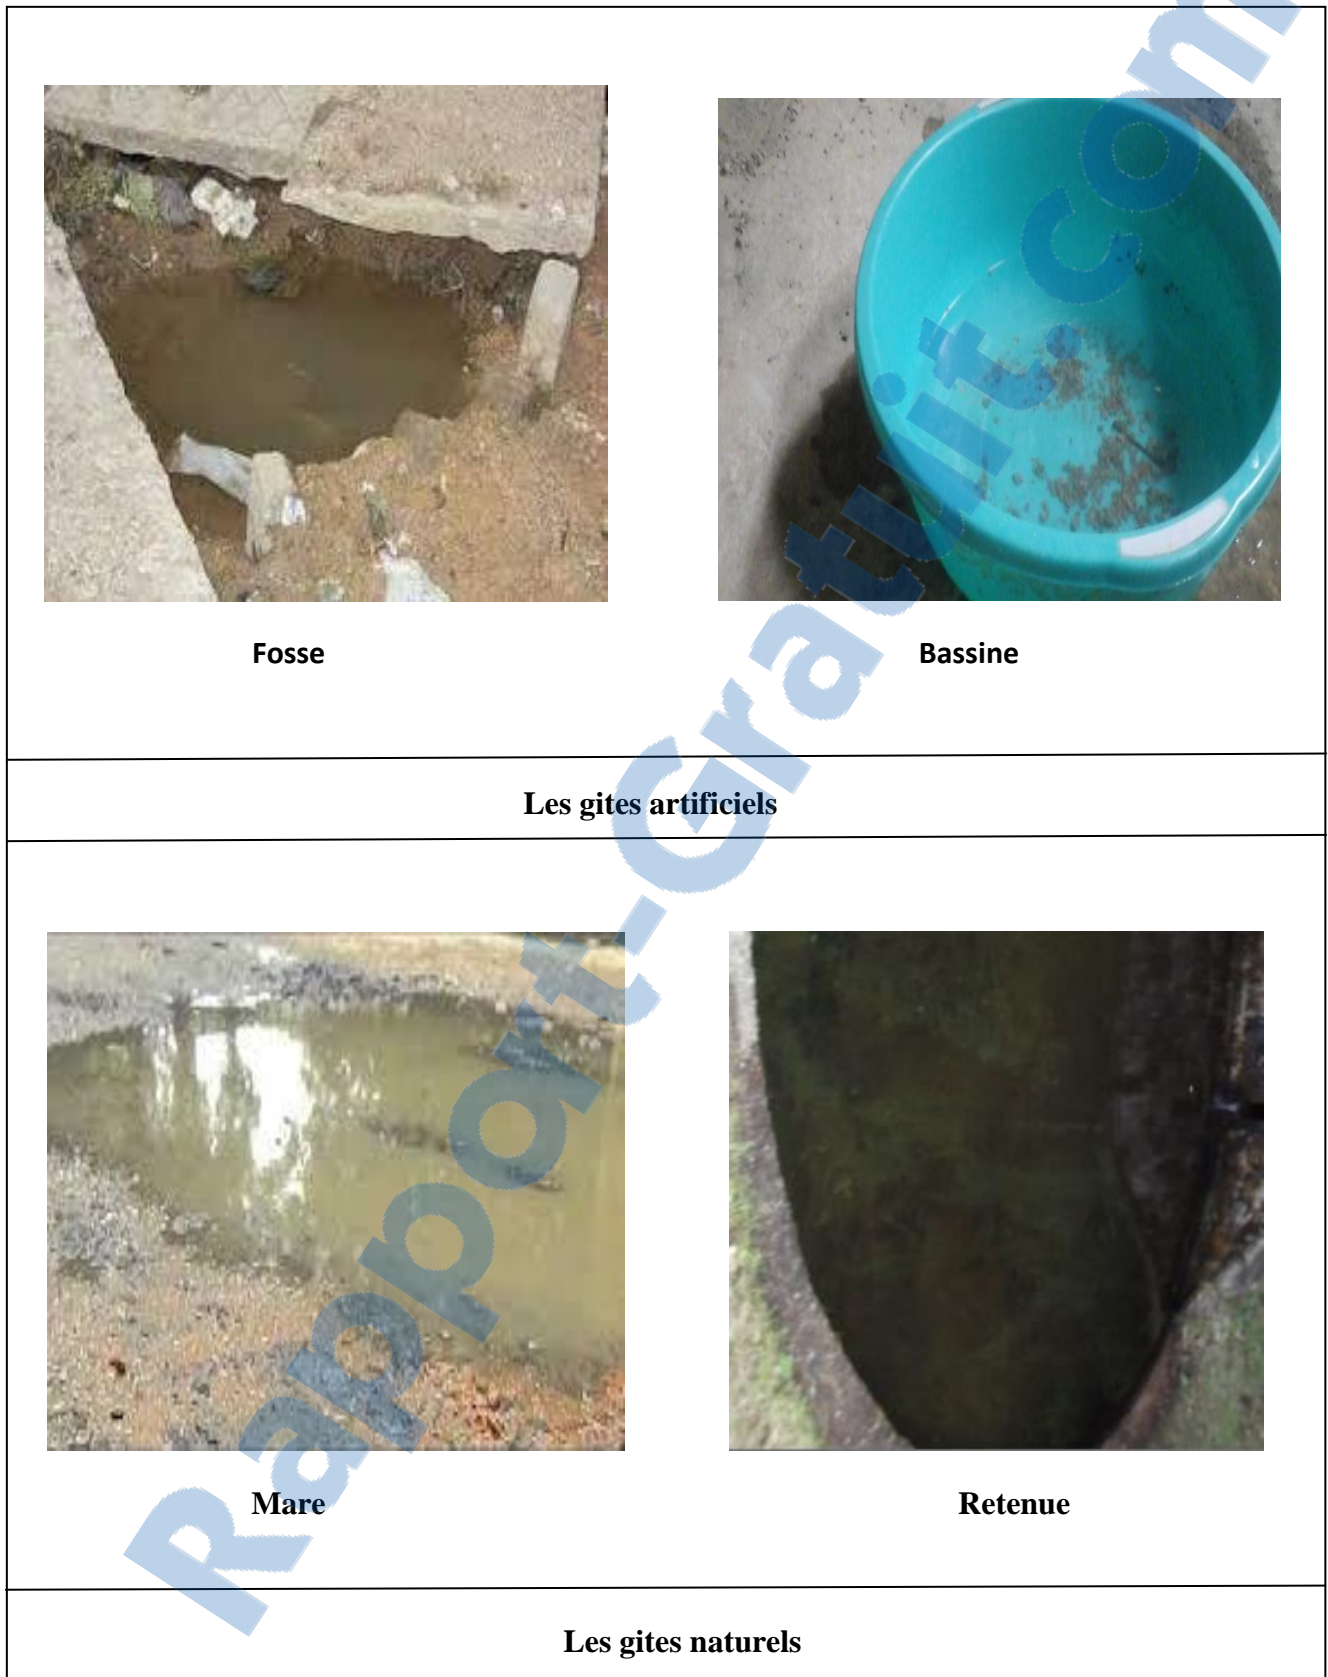 Fosse
Bassine
Les gites artificiels
Mare
Retenue
Les gites naturels
Rapport-Gratuit.com